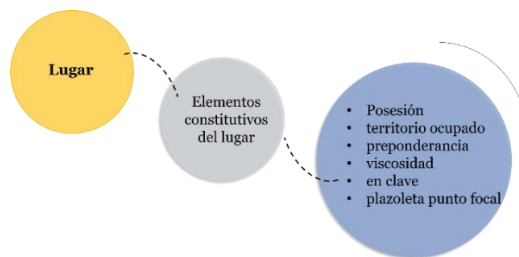 Lugar
Elementos
constitutivos
del lugar
• Posesión
• territorio ocupado
• preponderancia
• viscosidad
• en clave
• plazoleta punto focal